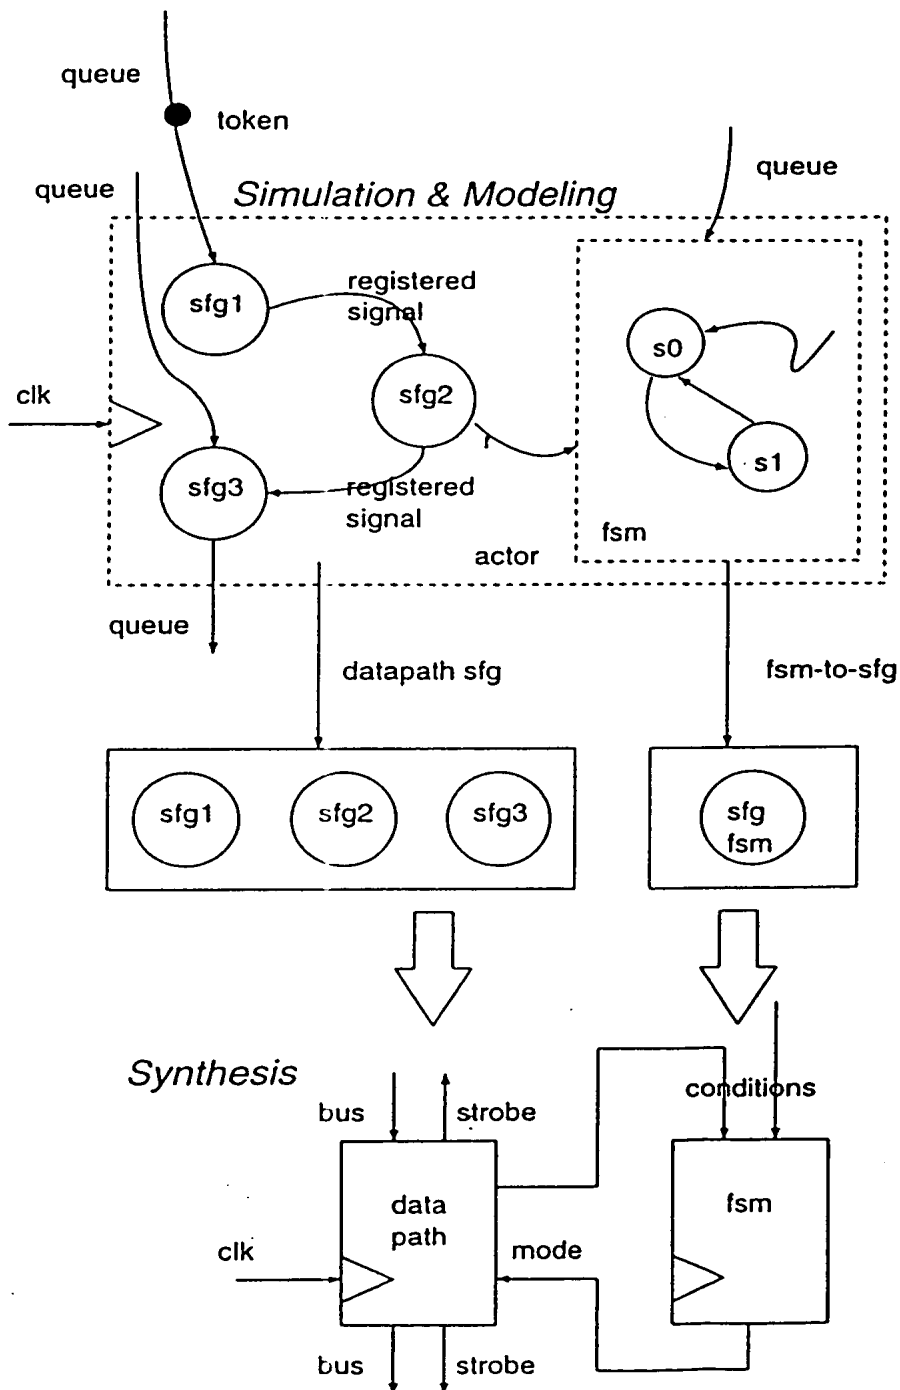 queue
token
queue
queue
Simulation & Modeling
registered
signal
sfg1
s0
clk
sfg2
s1
sfg3
registered
signal
fsm
actor
queue
datapath sfg
fsm-to-sfg
sfg1
sfg2
sfg3
sfg
fsm
Synthesis
conditions
bus
strobe
data
path
fsm
clk
mode
bus
strobe